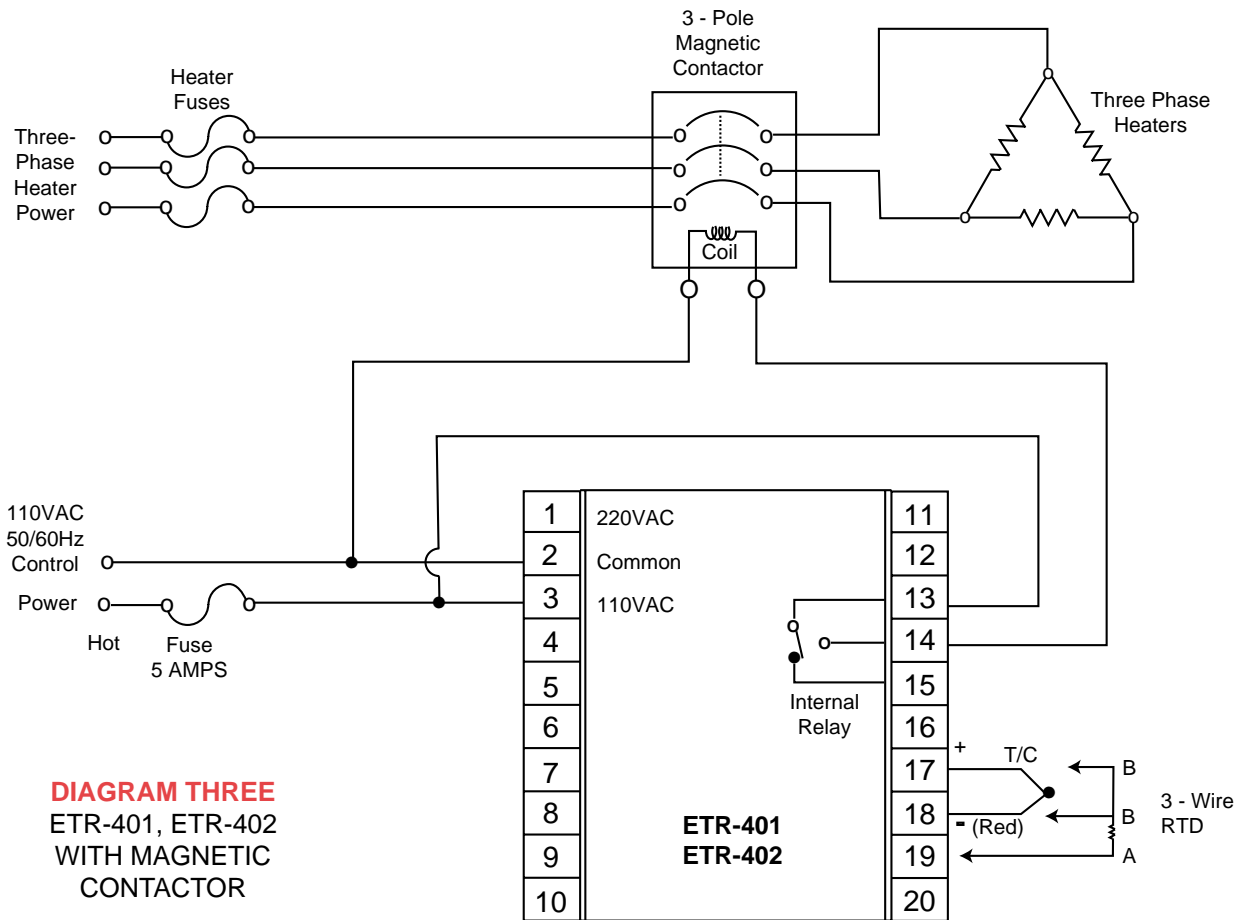 3 - Pole
Magnetic
Contactor
Heater
Fuses
Three-
Phase
Heater
Power
Three Phase
Heaters
Coil
110VAC
50/60Hz
Control
Power
Hot
Fuse
5 AMPS
1
2
3
4
5
6
7
8
9
10
220VAC
Common
110VAC
Internal
Relay
ETR-401
ETR-402
11
12
13
14
15
16
17
18
19
20
+
T/C
- (Red)
B
B
A
3 - Wire
RTD
DIAGRAM THREE
ETR-401, ETR-402
WITH MAGNETIC
CONTACTOR